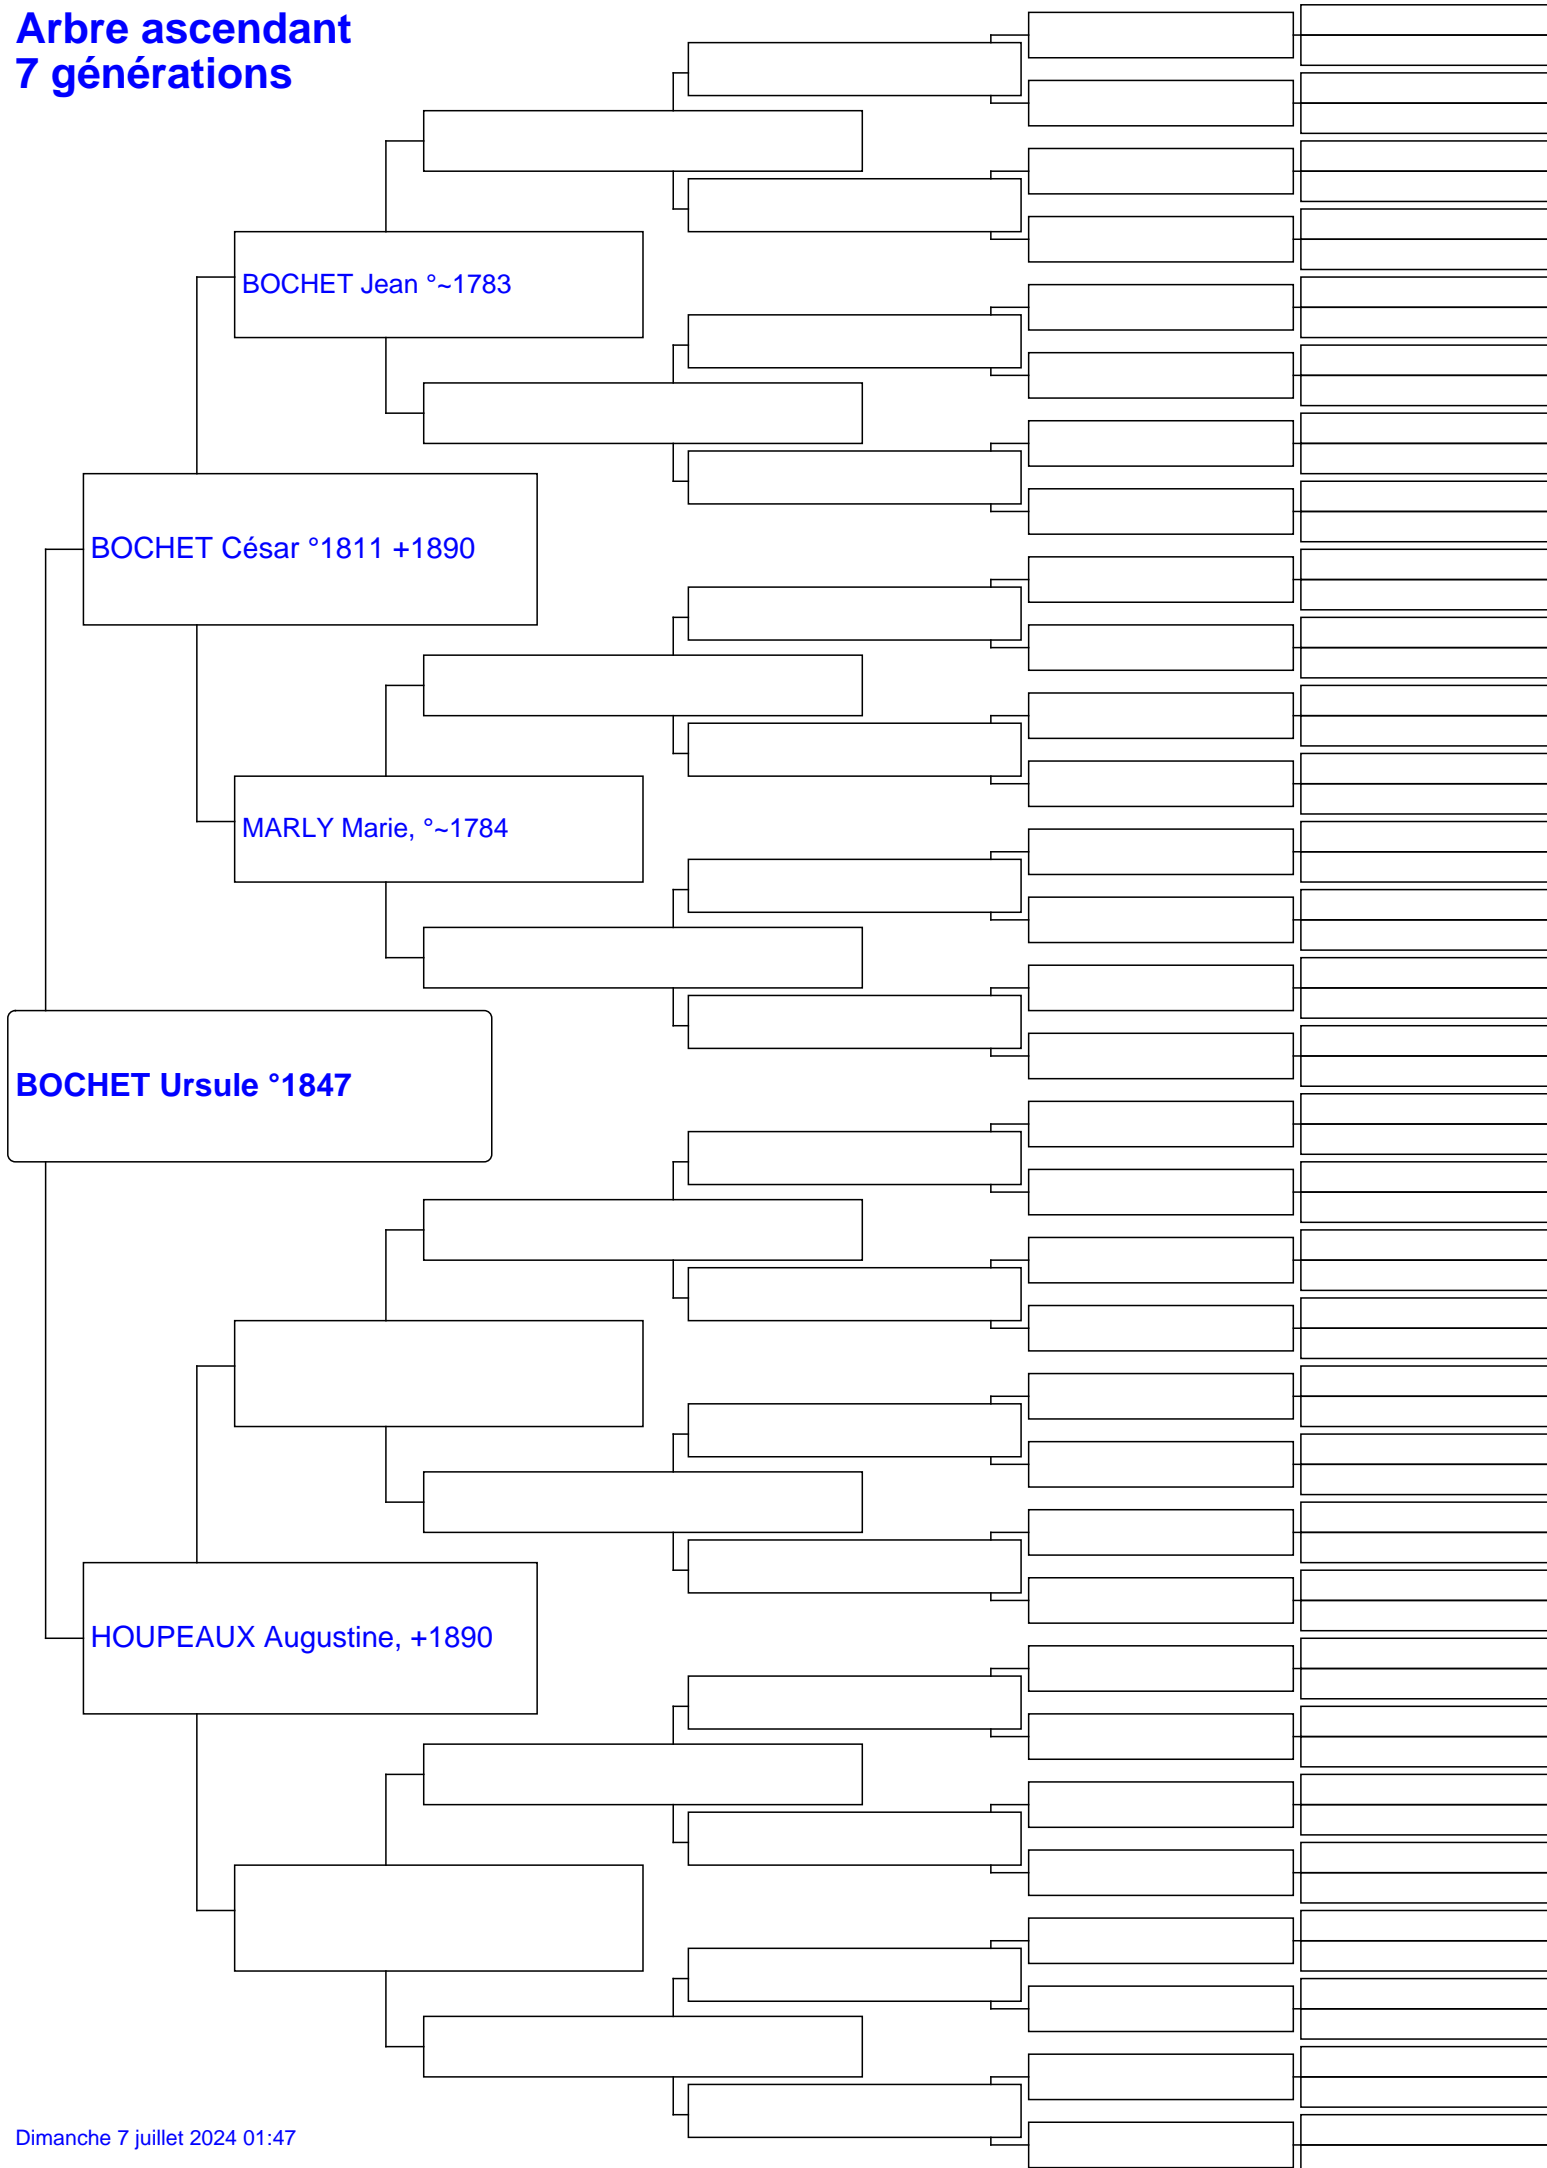 Arbre ascendant
7 générations
BOCHET Jean °~1783
BOCHET César °1811 +1890
MARLY Marie, °~1784
BOCHET Ursule °1847
HOUPEAUX Augustine, +1890
Dimanche 7 juillet 2024 01:47